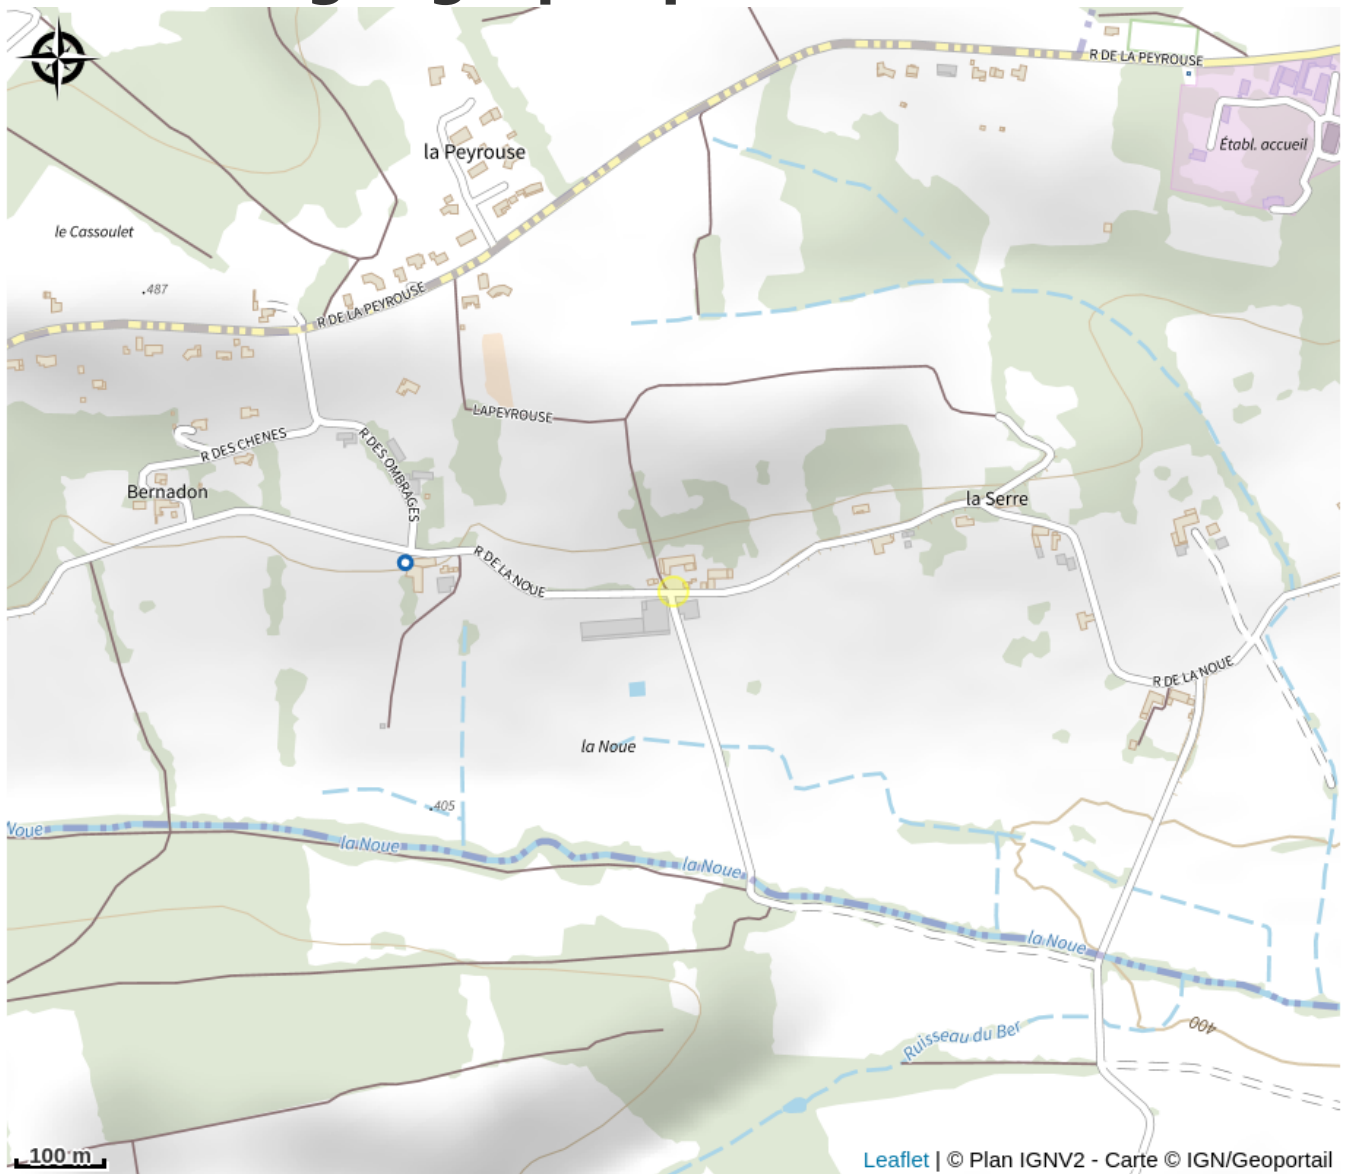 R DE LA PEYROUSE
Établ. accueil
la Peyrouse
le Cassoulet
.487
R DE LA PEYROUSE
LAPEYROUSE
R DES CHENES
R DES OMBRAGES
Bernadon
la Serre
R DE LA NOUE
R DE LA NOUE
la Noue
.405
Noue
la Noue
la Noue
la Noue
400
Ruisseau du Ber
100 m
Leaflet | © Plan IGNV2 - Carte © IGN/Geoportail